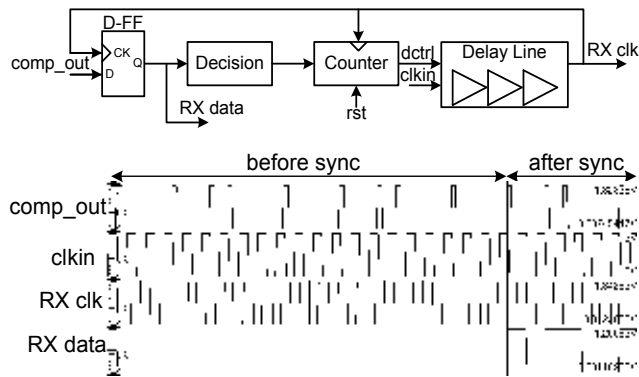 D-FF
comp_out
CK
D
Q
Decision
Counter
dctrl
clkin
Delay Line
RX clk
RX data
rst
before sync
after sync
comp_out
clkin
RX clk
RX data